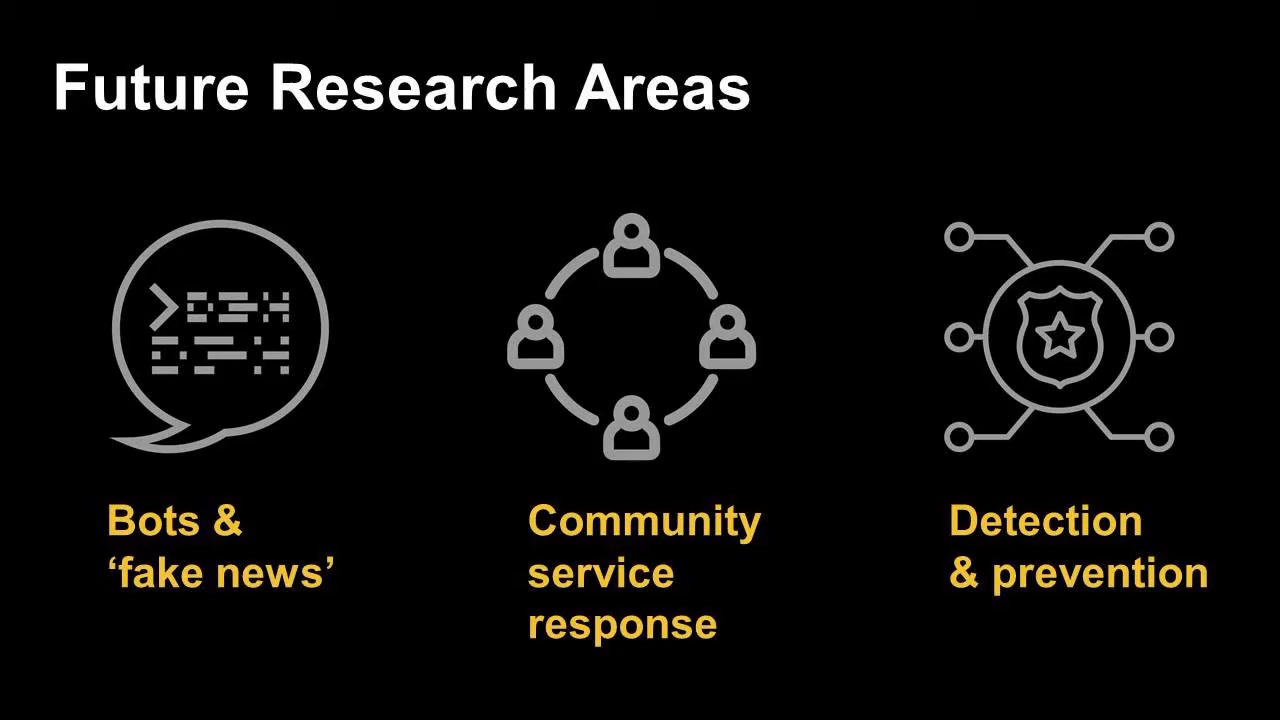 Future Research Areas
Bots &
‘fake news’
Community
service
response
Detection
& prevention